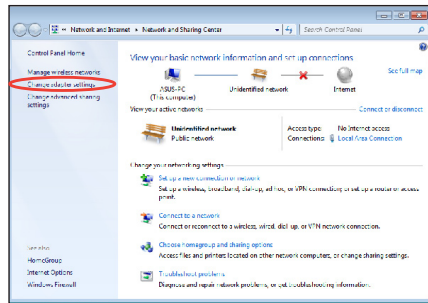 « Network and Internet ▸ Network and Sharing Center
Search Control Panel
Control Panel Home
Manage wireless networks
Change adapter settings
Change advanced sharing
settings
See also
HomeGroup
Internet Options
Windows Firewall
View your basic network information and set up connections
See full map
ASUS-PC
(This computer)
Unidentified network
Internet
View your active networks
Connect or disconnect
Unidentified network
Public network
Access type: No Internet access
Connections: Local Area Connection
Change your networking settings
Set up a new connection or network
Set up a wireless, broadband, dial-up, ad hoc, or VPN connection; or set up a router or access
point.
Connect to a network
Connect or reconnect to a wireless, wired, dial-up, or VPN network connection.
Choose homegroup and sharing options
Access files and printers located on other network computers, or change sharing settings.
Troubleshoot problems
Diagnose and repair network problems, or get troubleshooting information.